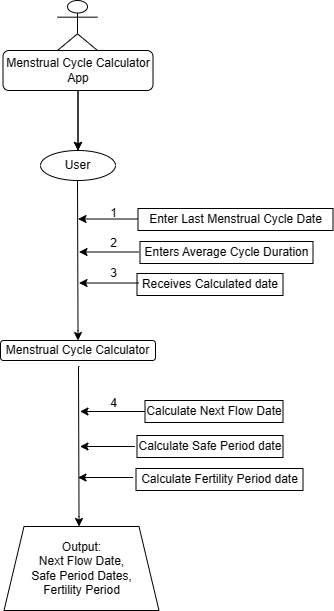 Menstrual Cycle Calculator
App
User
1
Enter Last Menstrual Cycle Date
2
Enters Average Cycle Duration
3
Receives Calculated date
Menstrual Cycle Calculator
4
Calculate Next Flow Date
Calculate Safe Period date
Calculate Fertility Period date
Output:
Next Flow Date,
Safe Period Dates,
Fertility Period